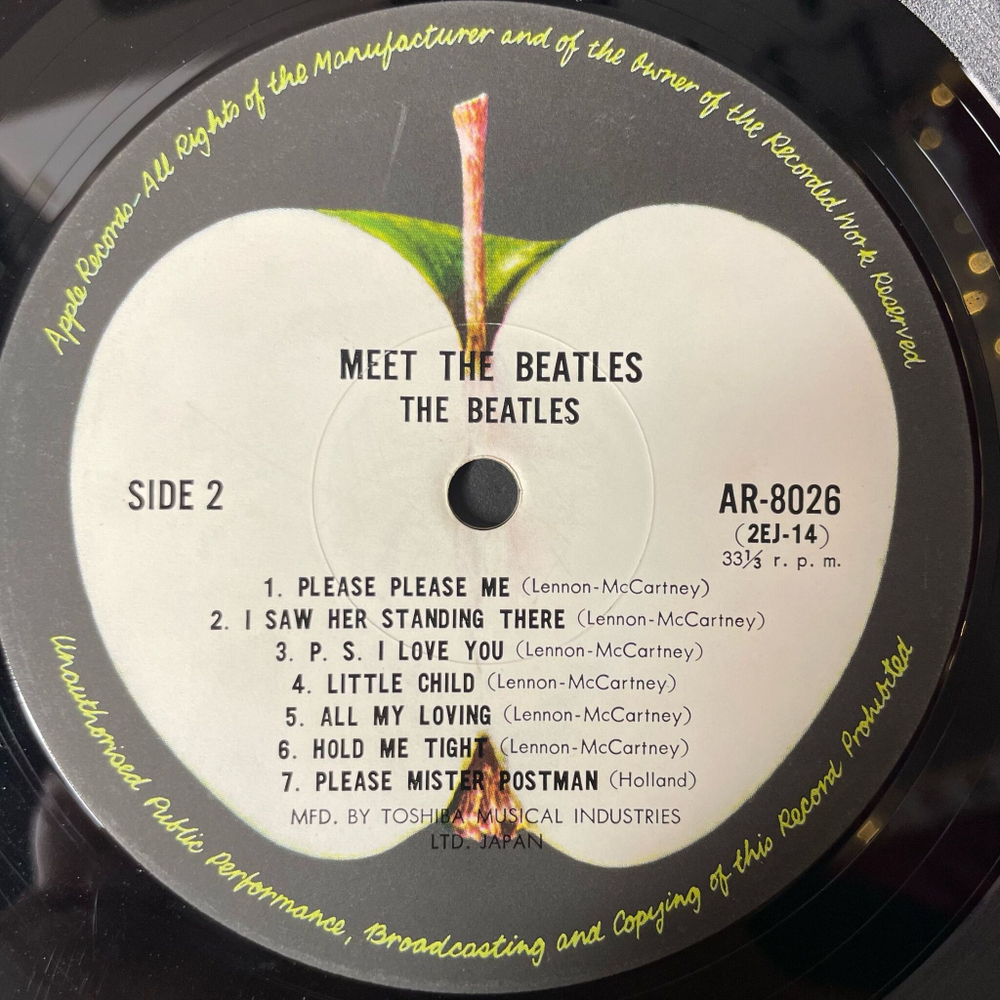 Apple Records-All Rights of the Manufacturer and of the Owner of the Recorded Work Reserved
MEET THE BEATLES
THE BEATLES
SIDE 2
AR-8026
(2EJ-14)
33⅓ r. p. m.
1. PLEASE PLEASE ME (Lennon-McCartney)
2. I SAW HER STANDING THERE (Lennon-McCartney)
3. P. S. I LOVE YOU (Lennon-McCartney)
4. LITTLE CHILD (Lennon-McCartney)
5. ALL MY LOVING (Lennon-McCartney)
6. HOLD ME TIGHT (Lennon-McCartney)
7. PLEASE MISTER POSTMAN (Holland)
MFD. BY TOSHIBA MUSICAL INDUSTRIES
LTD. JAPAN
Unauthorised Public Performance, Broadcasting and Copying of this Record Prohibited